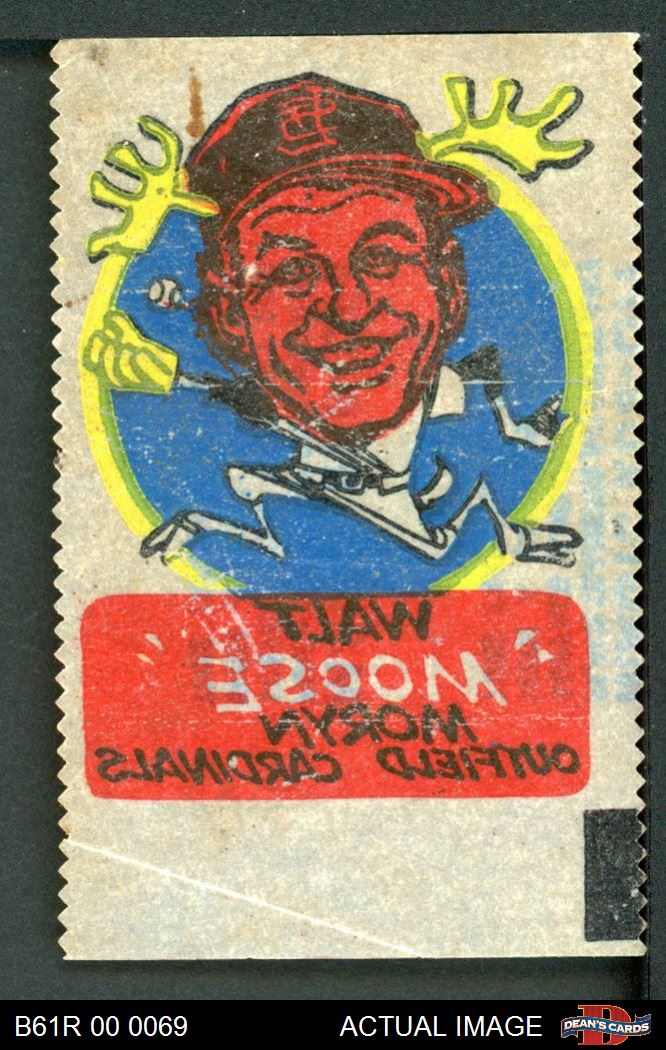 WALT
"MOOSE"
MORYN
OUTFIELD CARDINALS
B61R 00 0069
ACTUAL IMAGE
DEAN'S CARDS